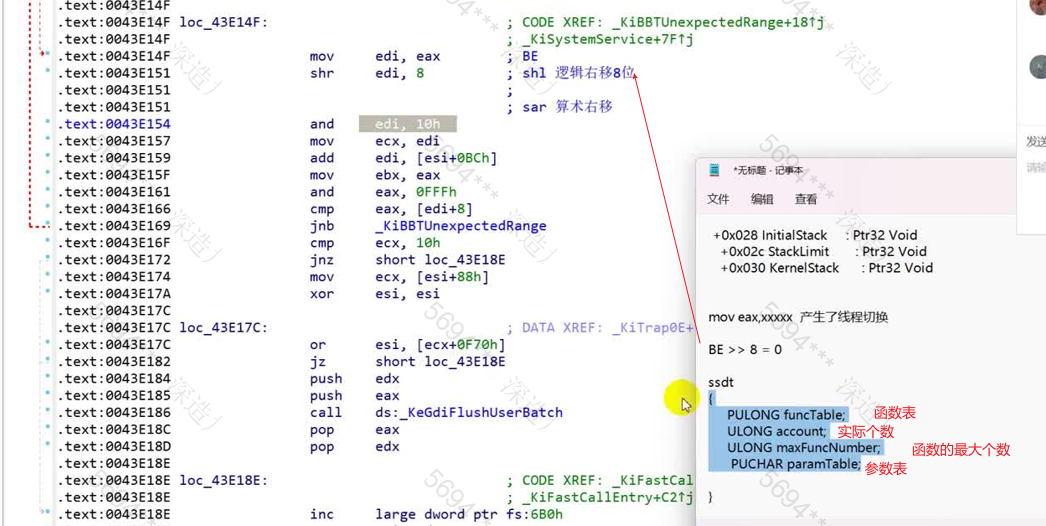 .text:0043E14F
.text:0043E14F loc_43E14F: ; CODE XREF: _KiBBTUnexpectedRange+18↑j
.text:0043E14F ; _KiSystemService+7F↑j
.text:0043E14F mov edi, eax ; BE
.text:0043E151 shr edi, 8 ; shl 逻辑右移8位
.text:0043E151 ;
.text:0043E151 ; sar 算术右移
.text:0043E154 and edi, 10h
.text:0043E157 mov ecx, edi
.text:0043E159 add edi, [esi+0BCh]
.text:0043E15F mov ebx, eax
.text:0043E161 and eax, 0FFFh
.text:0043E166 cmp eax, [edi+8]
.text:0043E169 jnb _KiBBTUnexpectedRange
.text:0043E16F cmp ecx, 10h
.text:0043E172 jnz short loc_43E18E
.text:0043E174 mov ecx, [esi+88h]
.text:0043E17A xor esi, esi
.text:0043E17C
.text:0043E17C loc_43E17C: ; DATA XREF: _KiTrap0E+
.text:0043E17C or esi, [ecx+0F70h]
.text:0043E182 jz short loc_43E18E
.text:0043E184 push edx
.text:0043E185 push eax
.text:0043E186 call ds:_KeGdiFlushUserBatch
.text:0043E18C pop eax
.text:0043E18D pop edx
.text:0043E18E
.text:0043E18E loc_43E18E: ; CODE XREF: _KiFastCal
.text:0043E18E ; _KiFastCallEntry+C2↑j
.text:0043E18E inc large dword ptr fs:6B0h
*无标题 - 记事本
文件 编辑 查看
+0x028 InitialStack : Ptr32 Void
+0x02c StackLimit : Ptr32 Void
+0x030 KernelStack : Ptr32 Void
mov eax,xxxxx 产生了线程切换
BE >> 8 = 0
ssdt
{
PULONG funcTable; 函数表
ULONG account; 实际个数
ULONG maxFuncNumber; 函数的最大个数
PUCHAR paramTable; 参数表
}
发送
请输
5694***
深造